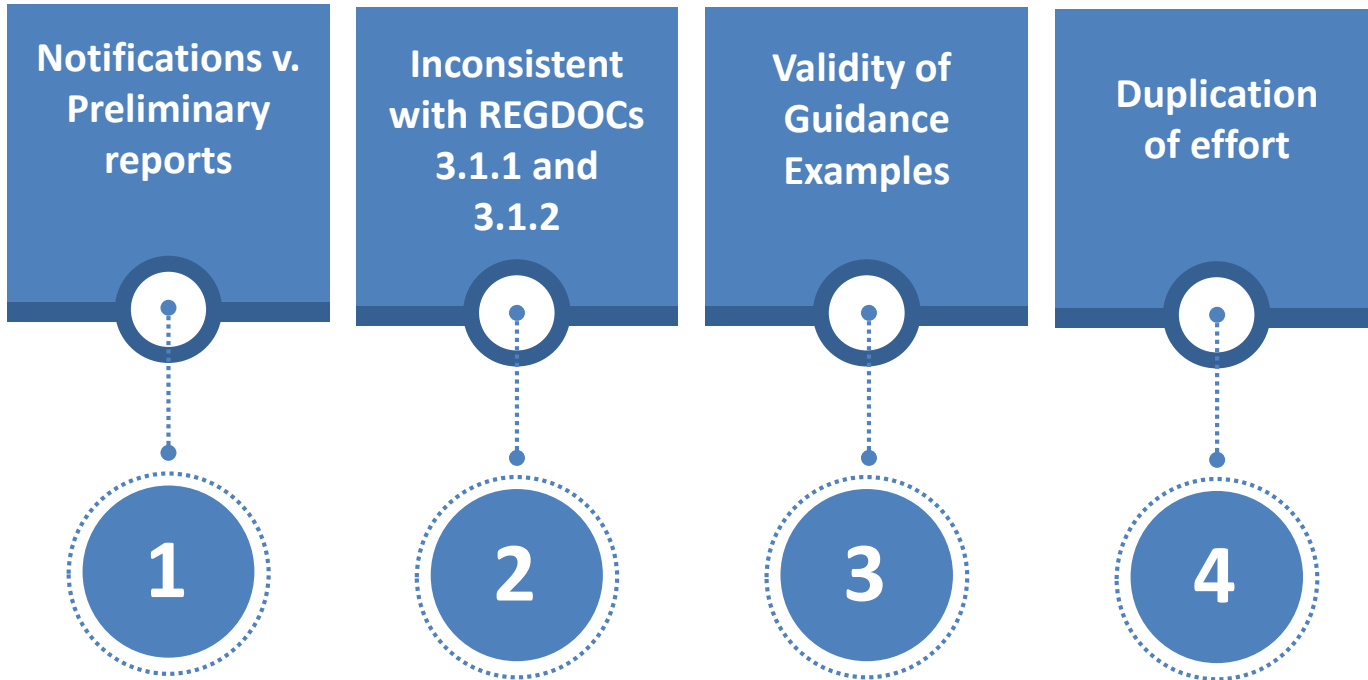 Notifications v.
Preliminary
reports
Inconsistent
with REGDOCs
3.1.1 and
3.1.2
Validity of
Guidance
Examples
Duplication
of effort
1
2
3
4